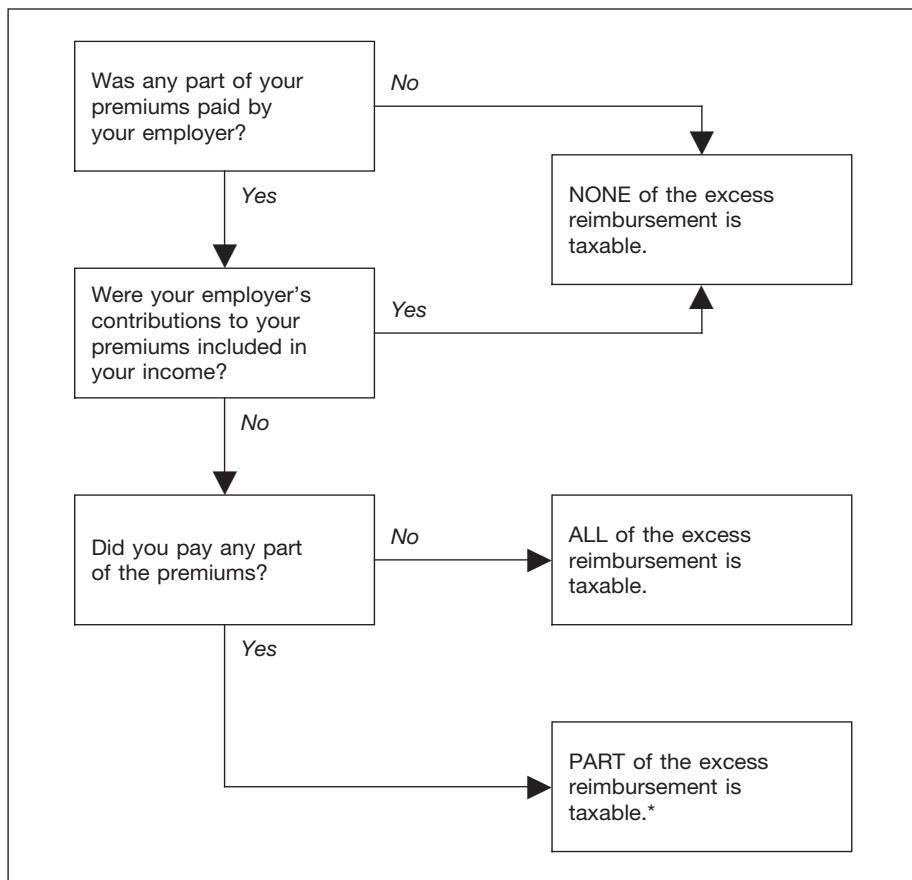 Was any part of your
premiums paid by
your employer?
No
NONE of the excess
reimbursement is
taxable.
Yes
Were your employer’s
contributions to your
premiums included in
your income?
Yes
No
Did you pay any part
of the premiums?
No
ALL of the excess
reimbursement is
taxable.
Yes
PART of the excess
reimbursement is
taxable.*